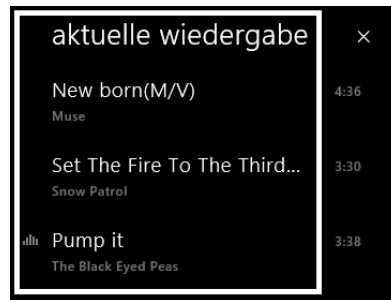 aktuelle wiedergabe ×
New born(M/V) 4:36
Muse
Set The Fire To The Third... 3:30
Snow Patrol
Pump it 3:38
The Black Eyed Peas